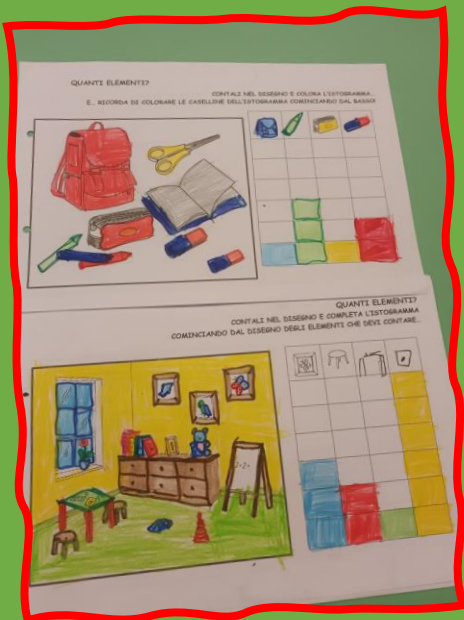 QUANTI ELEMENTI?
CONTALI NEL DISEGNO E COLORA L'ISTOGRAMMA...
E... RICORDA DI COLORARE LE CASELLINE DELL'ISTOGRAMMA COMINCIANDO DAL BASSO!
QUANTI ELEMENTI?
CONTALI NEL DISEGNO E COMPLETA L'ISTOGRAMMA
COMINCIANDO DAL DISEGNO DEGLI ELEMENTI CHE DEVI CONTARE...